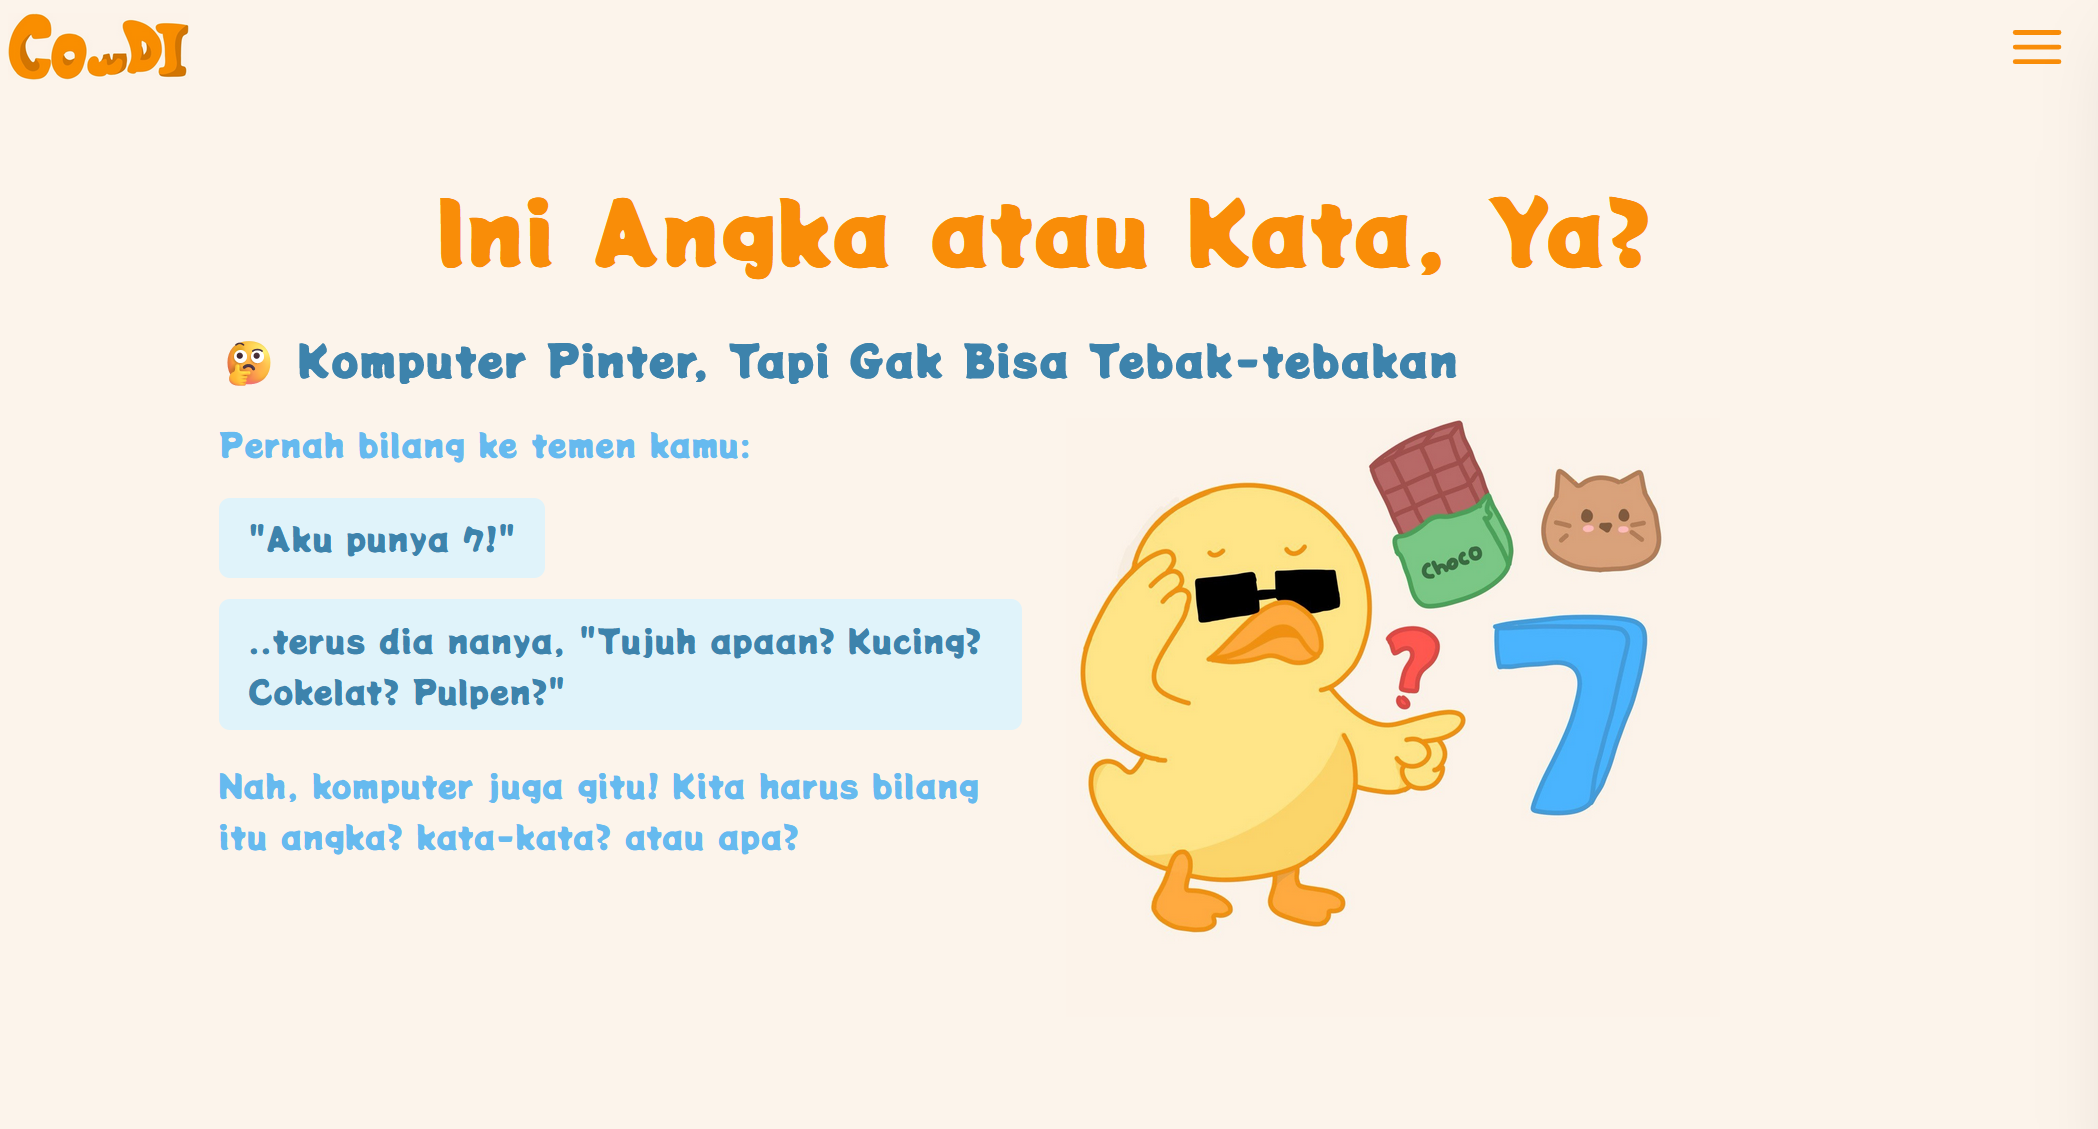 CowDI
Ini Angka atau Kata, Ya?
🤔 Komputer Pinter, Tapi Gak Bisa Tebak-tebakan
Pernah bilang ke temen kamu:
"Aku punya 7!"
..terus dia nanya, "Tujuh apaan? Kucing?
Cokelat? Pulpen?"
Nah, komputer juga gitu! Kita harus bilang
itu angka? kata-kata? atau apa?
Choco
?
7